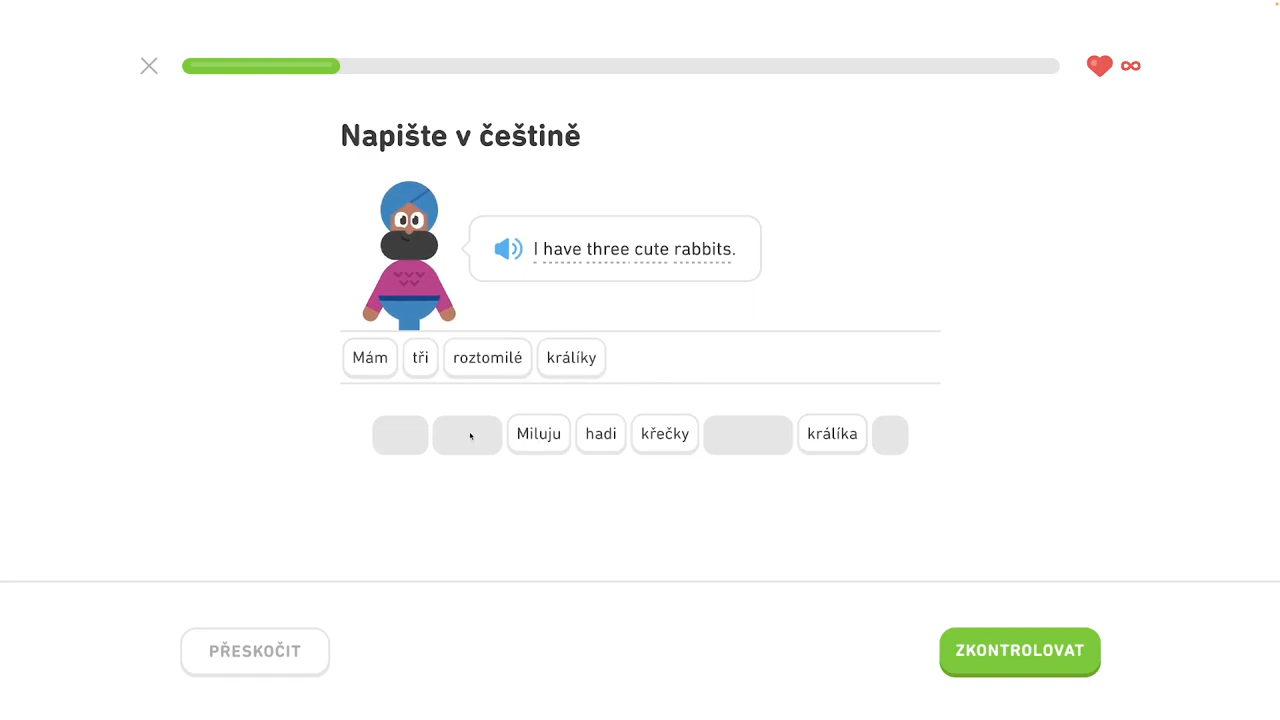 ∞
Napište v češtině
I have three cute rabbits.
Mám tři roztomilé králíky
Miluju hadi křečky králíka
PŘESKOČIT ZKONTROLOVAT